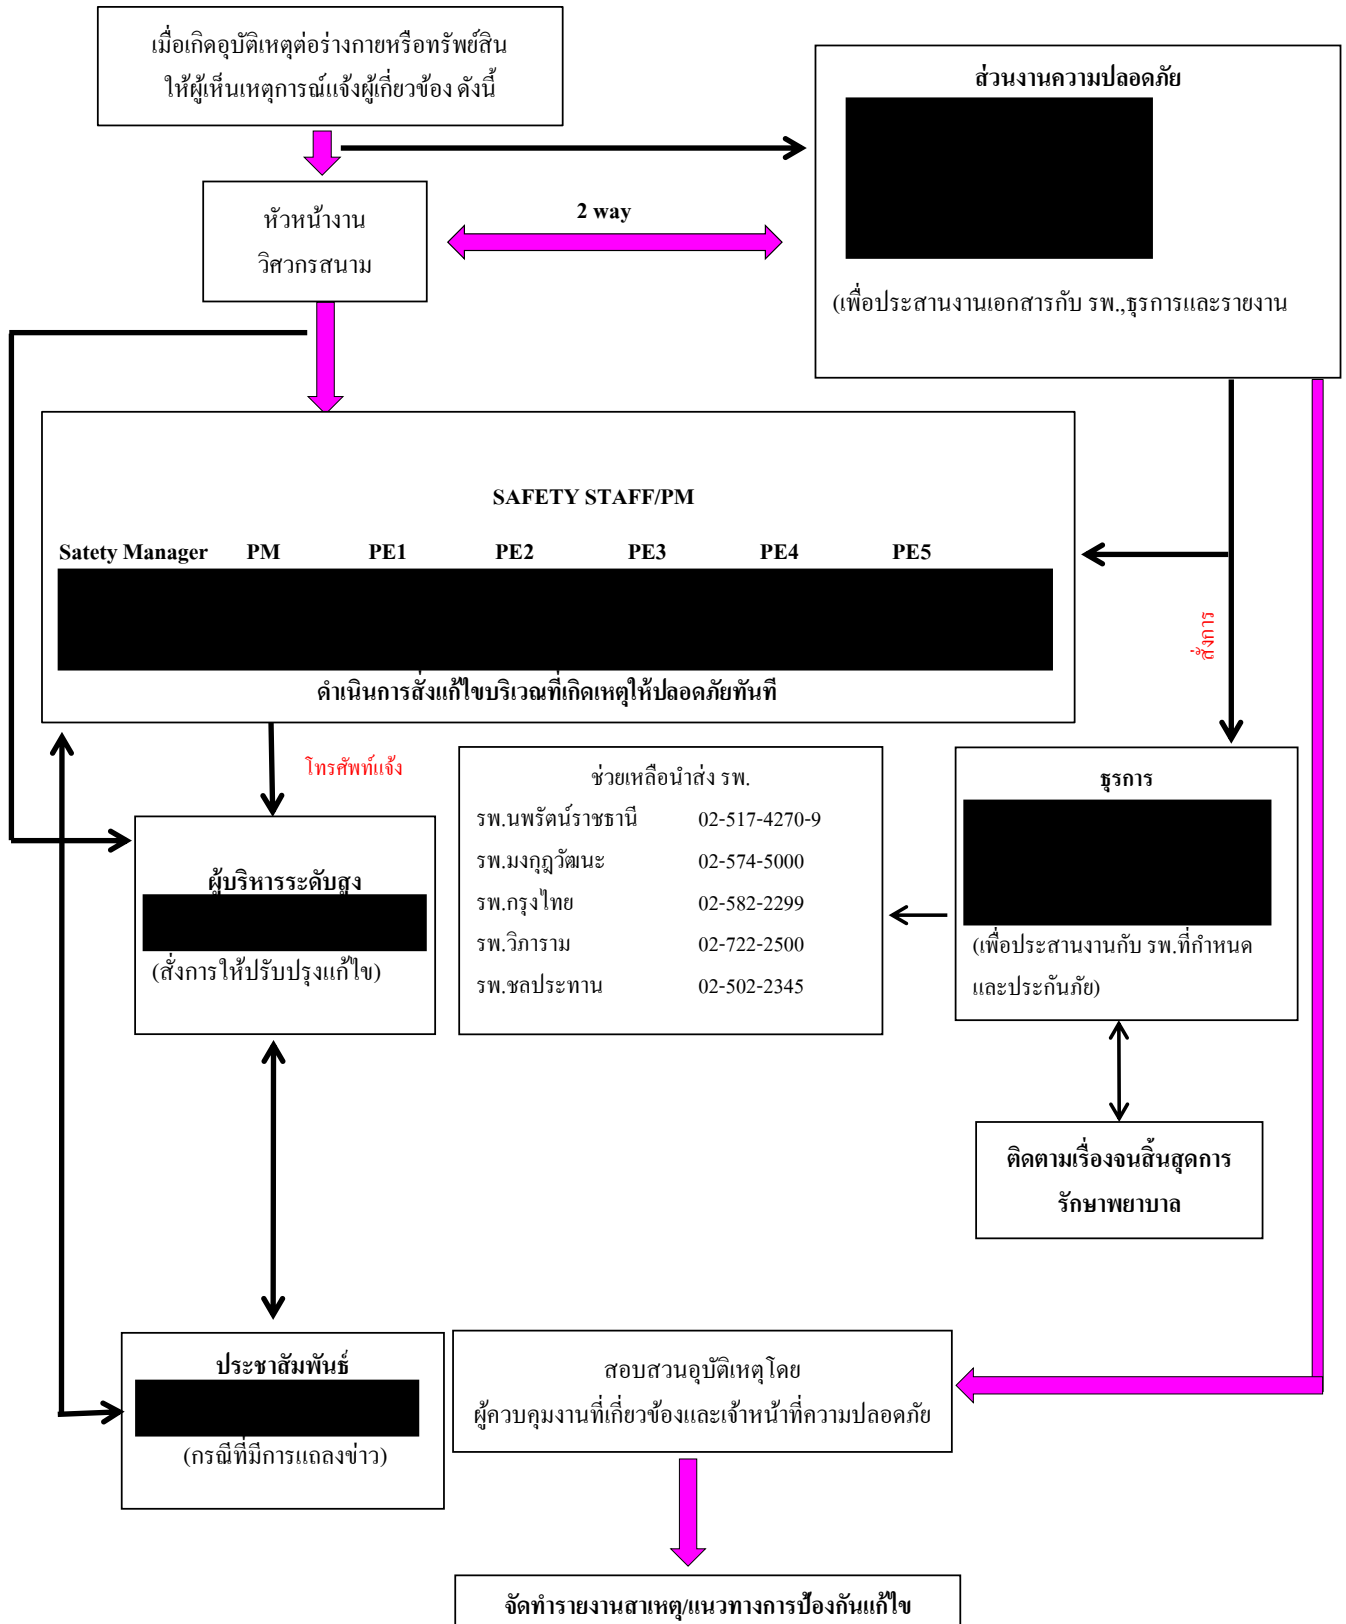 เมื่อเกิดอุบัติเหตุต่อร่างกายหรือทรัพย์สิน
ให้ผู้เห็นเหตุการณ์แจ้งผู้เกี่ยวข้อง ดังนี้
ส่วนงานความปลอดภัย
(เพื่อประสานงานเอกสารกับ รพ.,ธุรการและรายงาน
หัวหน้างาน
วิศวกรสนาม
2 way
SAFETY STAFF/PM
Satety Manager PM PE1 PE2 PE3 PE4 PE5
ดำเนินการสั่งแก้ไขบริเวณที่เกิดเหตุให้ปลอดภัยทันที
สั่งการ
โทรศัพท์แจ้ง
ผู้บริหารระดับสูง
(สั่งการให้ปรับปรุงแก้ไข)
ช่วยเหลือนำส่ง รพ.
รพ.นพรัตน์ราชธานี 02-517-4270-9
รพ.มงกุฎวัฒนะ 02-574-5000
รพ.กรุงไทย 02-582-2299
รพ.วิภาราม 02-722-2500
รพ.ชลประทาน 02-502-2345
ธุรการ
(เพื่อประสานงานกับ รพ.ที่กำหนด
และประกันภัย)
ติดตามเรื่องจนสิ้นสุดการ
รักษาพยาบาล
ประชาสัมพันธ์
(กรณีที่มีการแถลงข่าว)
สอบสวนอุบัติเหตุโดย
ผู้ควบคุมงานที่เกี่ยวข้องและเจ้าหน้าที่ความปลอดภัย
จัดทำรายงานสาเหตุ/แนวทางการป้องกันแก้ไข